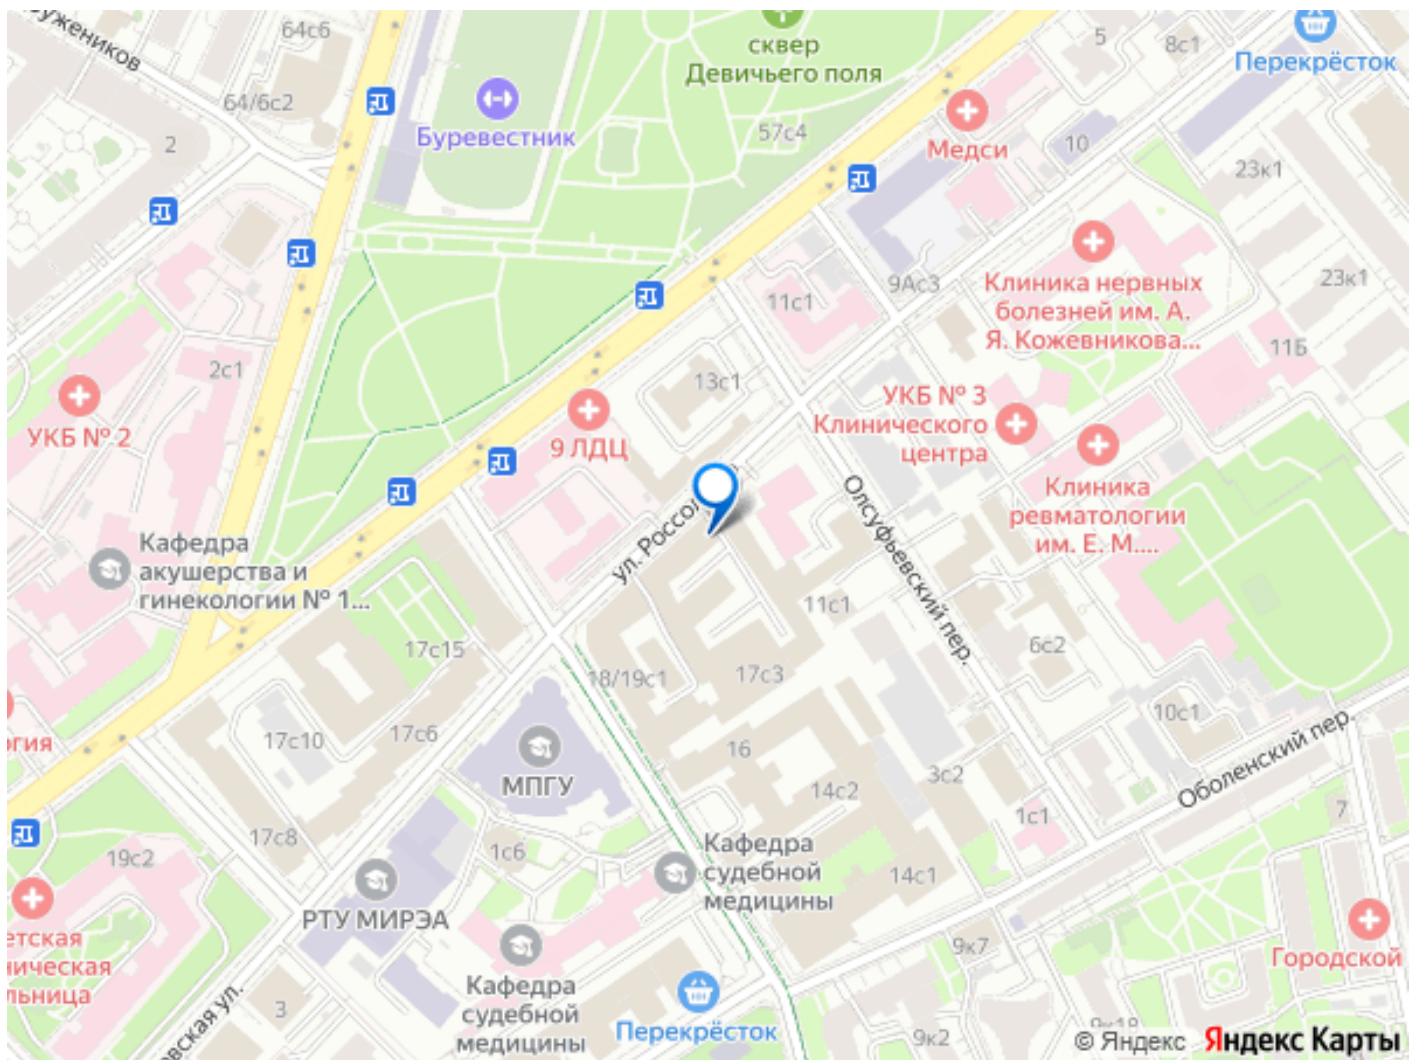 64с6
64/6с2
2
Буревестник
сквер
Девичьего поля
57с4
5
8с1
Перекрёсток
Медси
10
23к1
23к1
9Ас3
11с1
Клиника нервных
болезней им. А.
Я. Кожевникова...
11Б
2с1
УКБ № 2
13с1
9 ЛДЦ
УКБ № 3
Клинического
центра
Клиника
ревматологии
им. Е. М....
Олсуфьевский пер.
Кафедра
акушерства и
гинекологии № 1...
11с1
6с2
17с15
18/19с1
17с3
10с1
17с10
17с6
16
МПГУ
14с2
3с2
1с1
Оболенский пер.
7
17с8
19с2
1с6
РТУ МИРЭА
Кафедра
судебной
медицины
14с1
9к7
Городской
3
Кафедра
судебной
медицины
Перекрёсток
9к2
© Яндекс Яндекс Карты